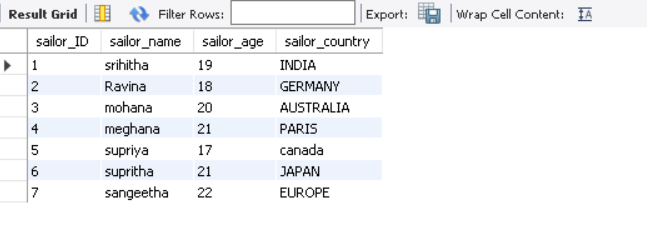 Result Grid Filter Rows: Export: Wrap Cell Content: IA
sailor_ID sailor_name sailor_age sailor_country
1 srihitha 19 INDIA
2 Ravina 18 GERMANY
3 mohana 20 AUSTRALIA
4 meghana 21 PARIS
5 supriya 17 canada
6 supritha 21 JAPAN
7 sangeetha 22 EUROPE